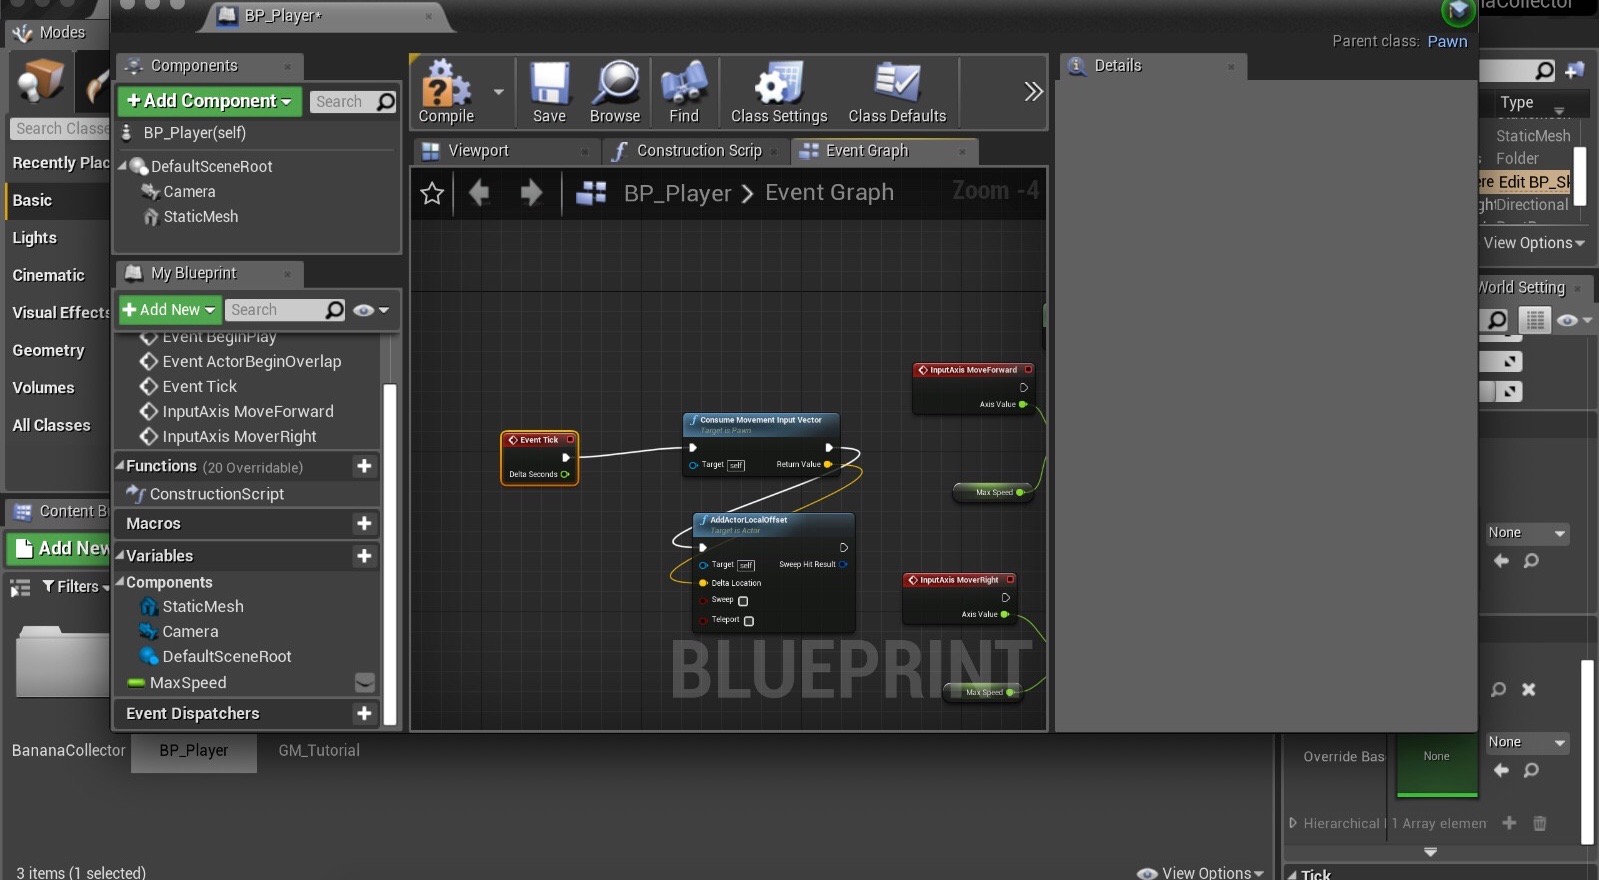 BP_Player*
Collector
Modes
Parent class: Pawn
Components
Details
Add Component
Search
Search Classe
BP_Player(self)
Recently Plac
DefaultSceneRoot
Camera
StaticMesh
Basic
Lights
Cinematic
Visual Effects
Geometry
Volumes
All Classes
Compile
Save
Browse
Find
Class Settings
Class Defaults
Viewport
Construction Scrip
Event Graph
BP_Player > Event Graph
Zoom -4
My Blueprint
Add New
Search
Event BeginPlay
Event ActorBeginOverlap
Event Tick
InputAxis MoveForward
InputAxis MoverRight
Functions (20 Overridable)
ConstructionScript
Macros
Variables
Components
StaticMesh
Camera
DefaultSceneRoot
MaxSpeed
Event Dispatchers
Event Tick
Delta Seconds
Consume Movement Input Vector
Target is Pawn
Target self
Return Value
AddActorLocalOffset
Target is Actor
Target self
Sweep Hit Result
Delta Location
Sweep
Teleport
InputAxis MoveForward
Axis Value
Max Speed
InputAxis MoverRight
Axis Value
Max Speed
BLUEPRINT
Type
StaticMesh
Folder
ere Edit BP_Sk
Directional
View Options
World Setting
None
None
None
Override Bas
Hierarchical
1 Array elemen
Tick
Content B
Add New
Filters
BananaCollector
BP_Player
GM_Tutorial
3 items (1 selected)
View Options